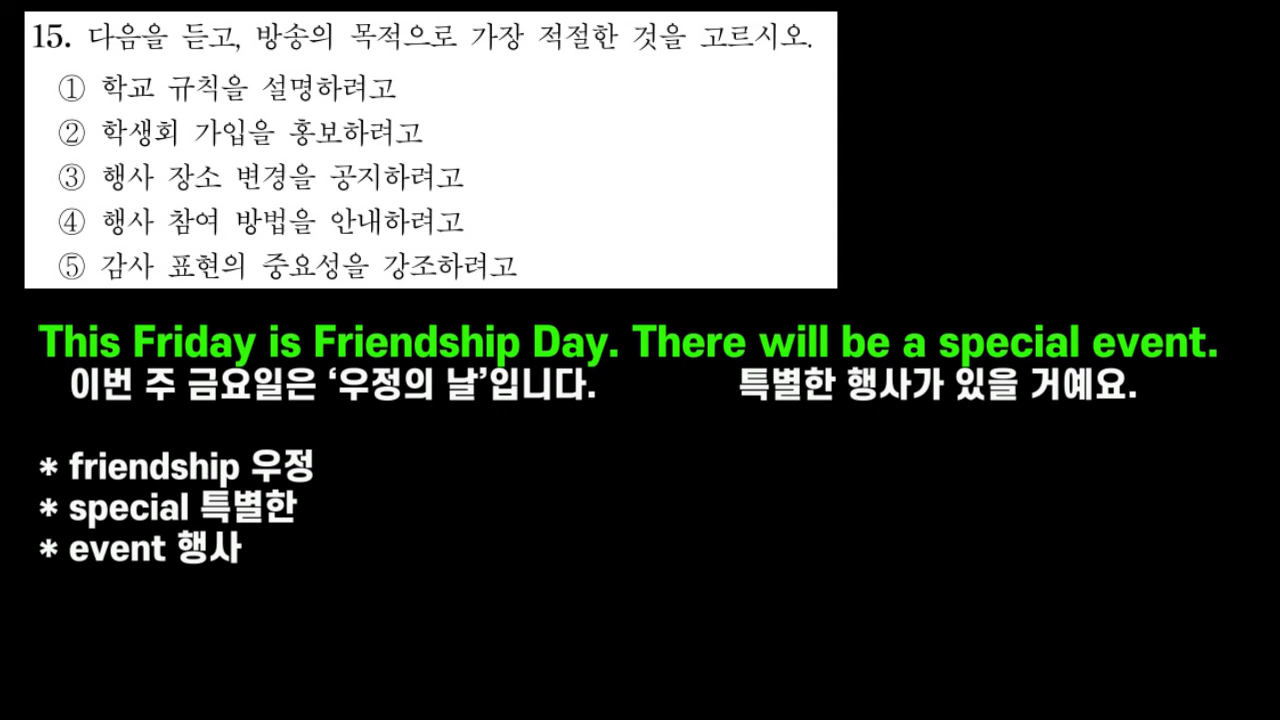 15. 다음을 듣고, 방송의 목적으로 가장 적절한 것을 고르시오.
① 학교 규칙을 설명하려고
② 학생회 가입을 홍보하려고
③ 행사 장소 변경을 공지하려고
④ 행사 참여 방법을 안내하려고
⑤ 감사 표현의 중요성을 강조하려고
This Friday is Friendship Day. There will be a special event.
이번 주 금요일은 ‘우정의 날’입니다. 특별한 행사가 있을 거예요.
* friendship 우정
* special 특별한
* event 행사